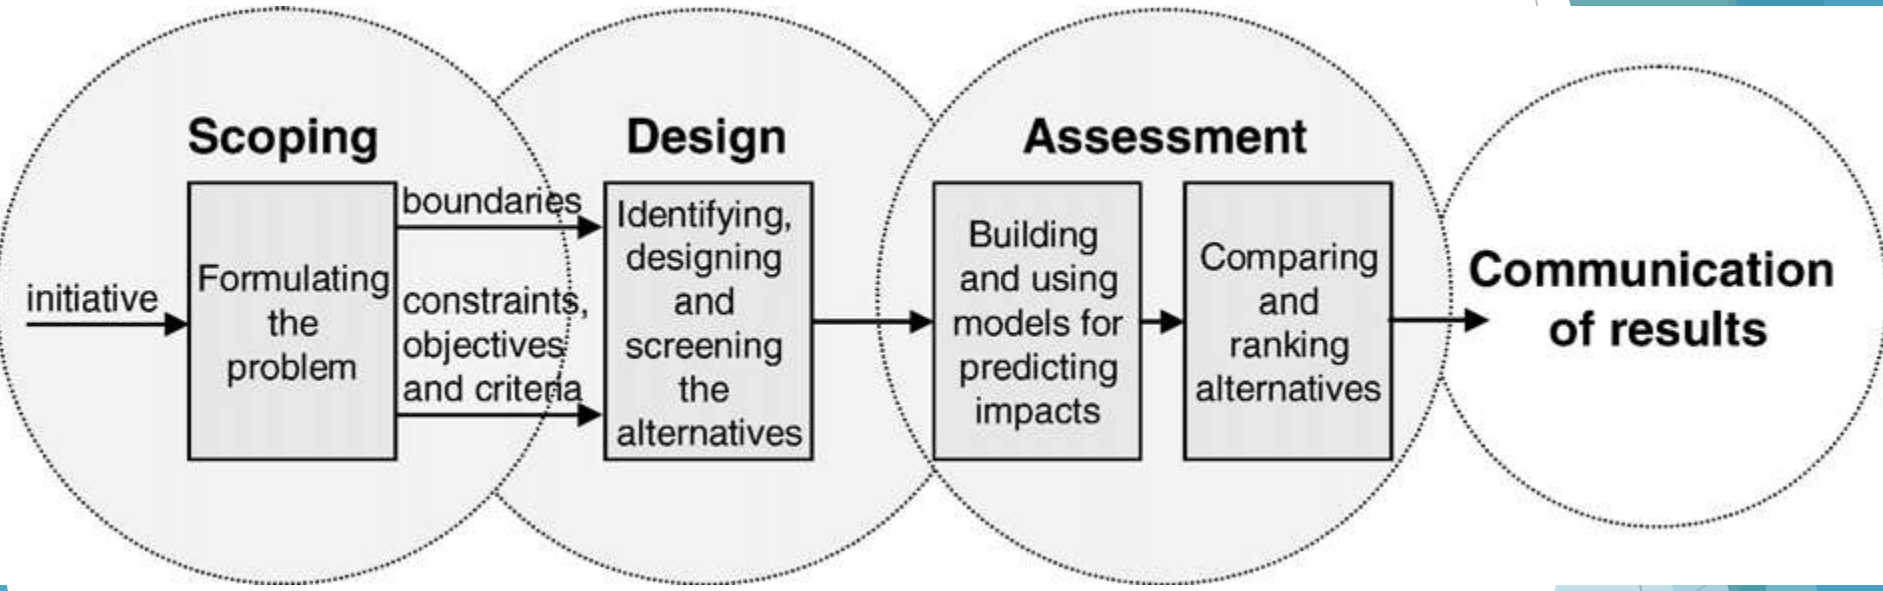 Scoping
initiative
Formulating
the
problem
boundaries
constraints,
objectives
and criteria
Design
Identifying,
designing
and
screening
the
alternatives
Assessment
Building
and using
models for
predicting
impacts
Comparing
and
ranking
alternatives
Communication
of results